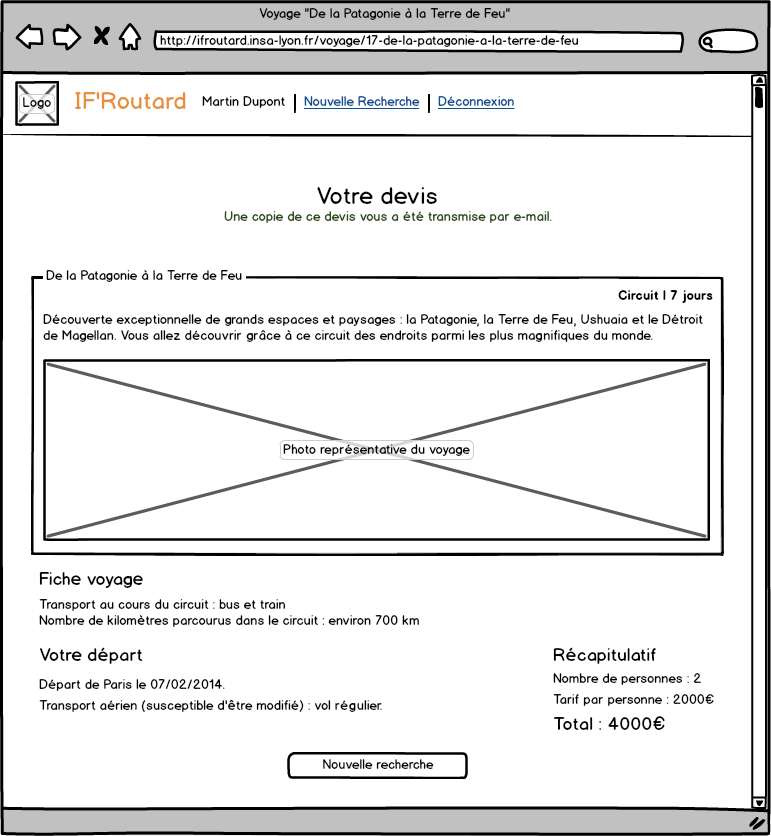 Voyage "De la Patagonie à la Terre de Feu"
http://ifroutard.insa-lyon.fr/voyage/17-de-la-patagonie-a-la-terre-de-feu
Logo IF'Routard Martin Dupont | Nouvelle Recherche | Déconnexion
Votre devis
Une copie de ce devis vous a été transmise par e-mail.
De la Patagonie à la Terre de Feu
Circuit | 7 jours
Découverte exceptionnelle de grands espaces et paysages : la Patagonie, la Terre de Feu, Ushuaia et le Détroit
de Magellan. Vous allez découvrir grâce à ce circuit des endroits parmi les plus magnifiques du monde.
Photo représentative du voyage
Fiche voyage
Transport au cours du circuit : bus et train
Nombre de kilomètres parcourus dans le circuit : environ 700 km
Votre départ
Départ de Paris le 07/02/2014.
Transport aérien (susceptible d'être modifié) : vol régulier.
Récapitulatif
Nombre de personnes : 2
Tarif par personne : 2000€
Total : 4000€
Nouvelle recherche